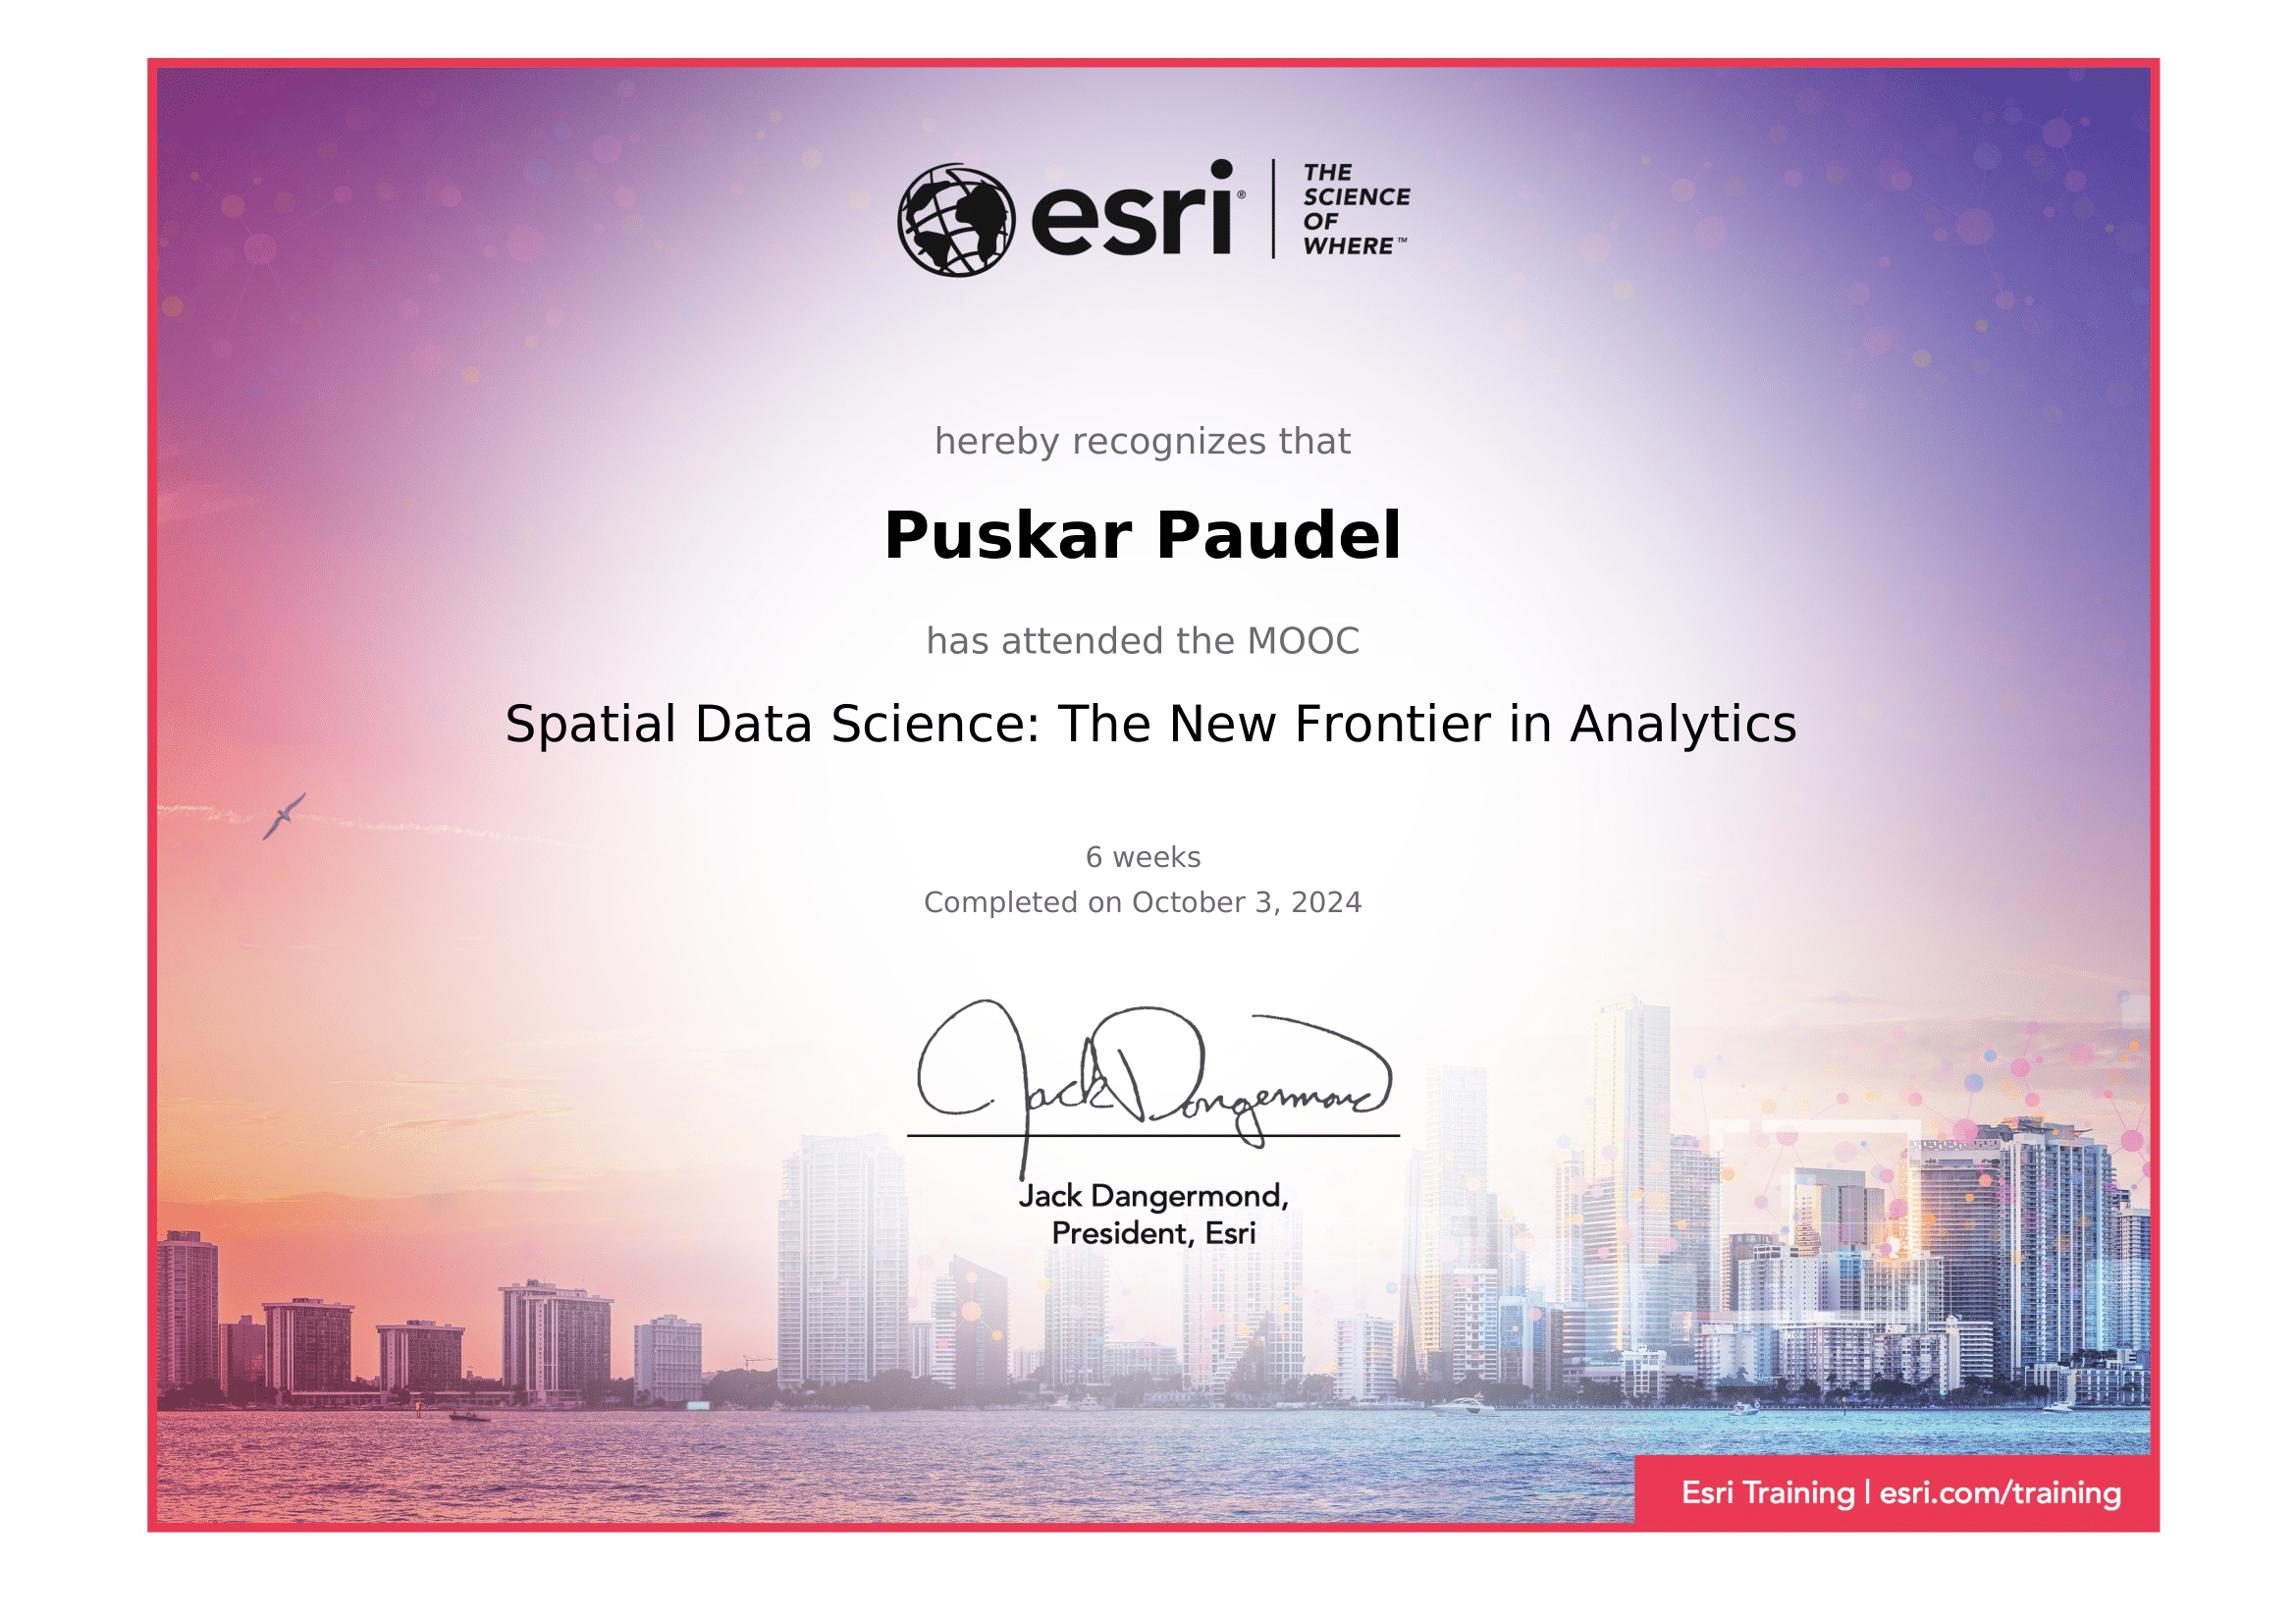 esri®
THE
SCIENCE
OF
WHERE™
hereby recognizes that
Puskar Paudel
has attended the MOOC
Spatial Data Science: The New Frontier in Analytics
6 weeks
Completed on October 3, 2024
Jack Dangermond
Jack Dangermond,
President, Esri
Esri Training | esri.com/training